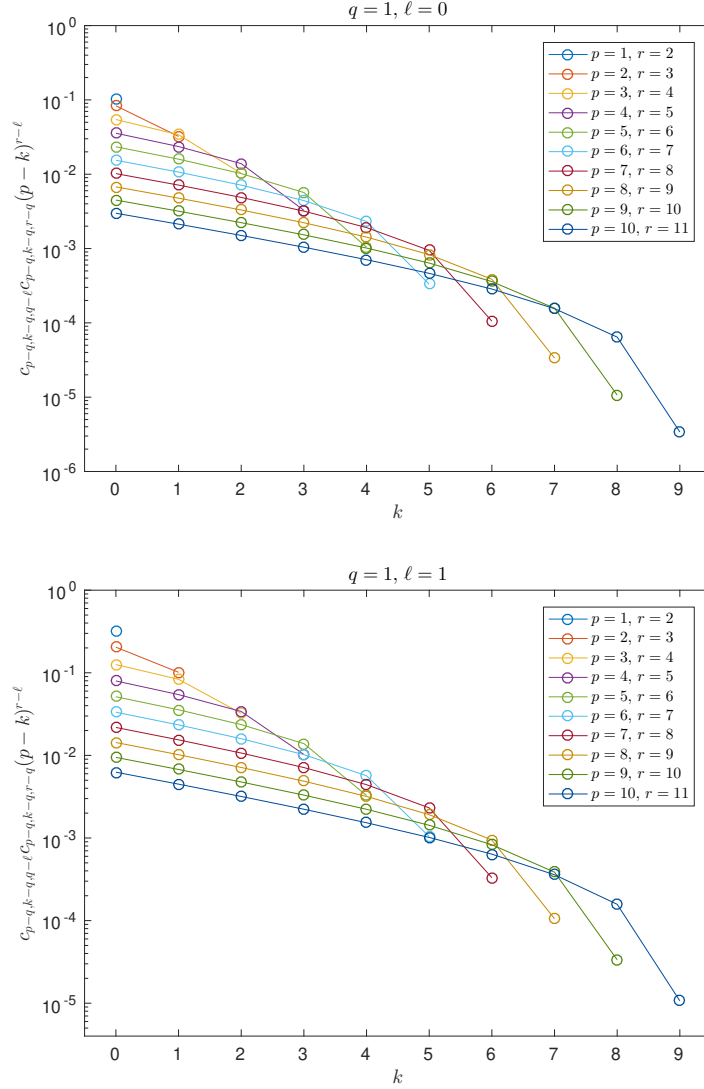 q = 1, ℓ = 0
10^0
10^-1
10^-2
10^-3
10^-4
10^-5
10^-6
c_{p−q,k−q,q−ℓ}c_{p−q,k−q,r−q}(p − k)^{r−ℓ}
p = 1, r = 2
p = 2, r = 3
p = 3, r = 4
p = 4, r = 5
p = 5, r = 6
p = 6, r = 7
p = 7, r = 8
p = 8, r = 9
p = 9, r = 10
p = 10, r = 11
0 1 2 3 4 5 6 7 8 9
k
q = 1, ℓ = 1
10^0
10^-1
10^-2
10^-3
10^-4
10^-5
c_{p−q,k−q,q−ℓ}c_{p−q,k−q,r−q}(p − k)^{r−ℓ}
p = 1, r = 2
p = 2, r = 3
p = 3, r = 4
p = 4, r = 5
p = 5, r = 6
p = 6, r = 7
p = 7, r = 8
p = 8, r = 9
p = 9, r = 10
p = 10, r = 11
0 1 2 3 4 5 6 7 8 9
k